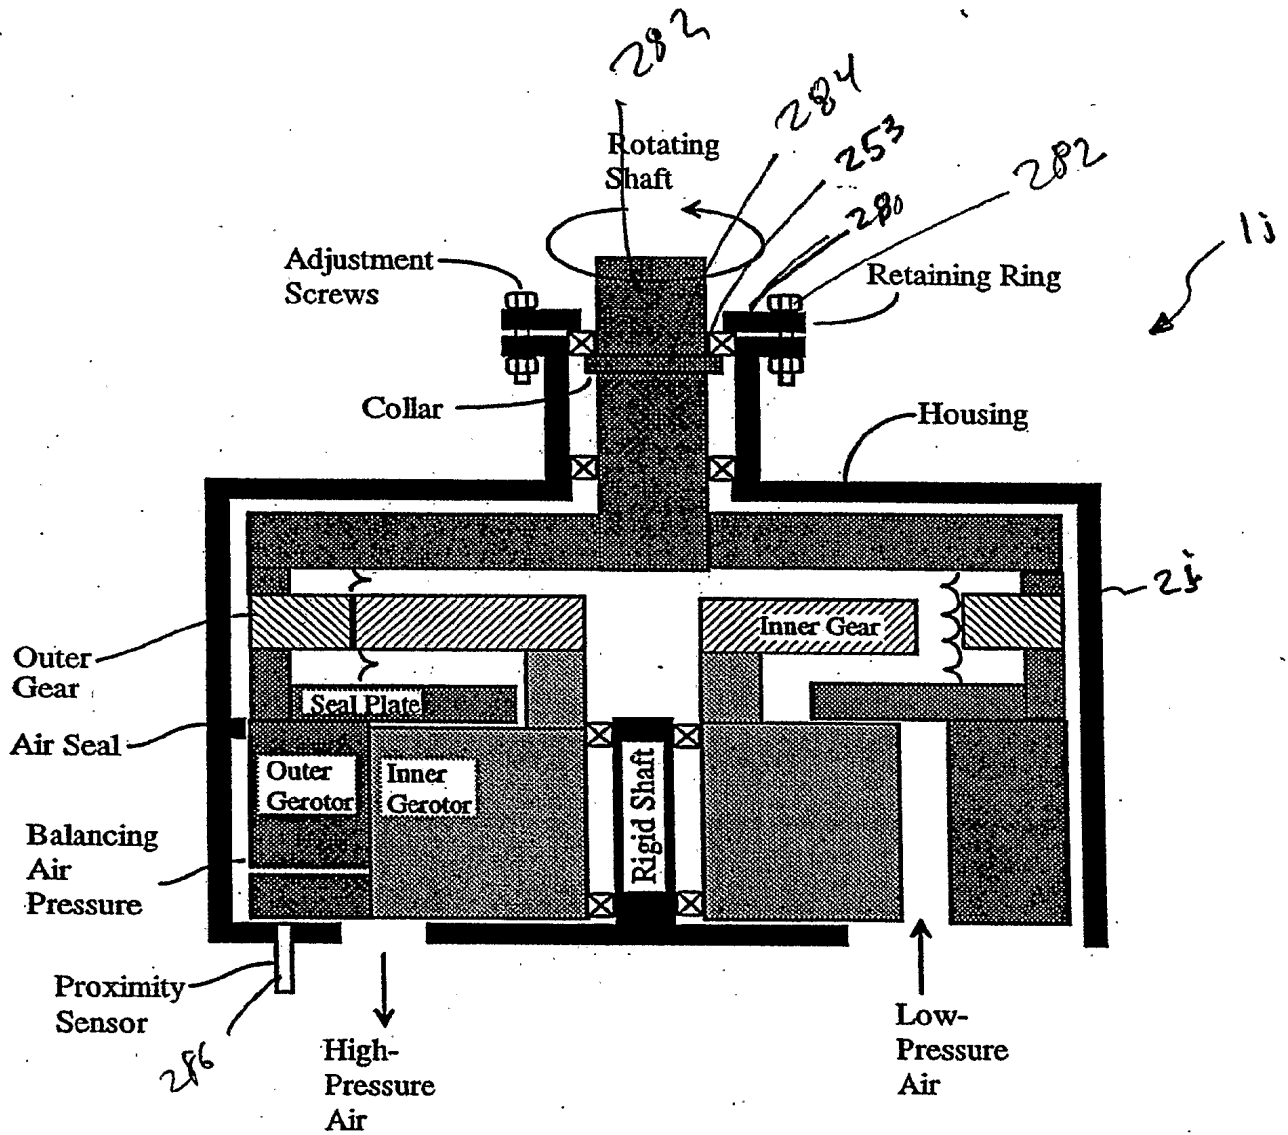 282
284
253
280
282
1j
Rotating
Shaft
Adjustment
Screws
Retaining Ring
Collar
Housing
2j
Inner Gear
Outer
Gear
Seal Plate
Air Seal
Outer
Gerotor
Inner
Gerotor
Rigid Shaft
Balancing
Air
Pressure
Proximity
Sensor
286
High-
Pressure
Air
Low-
Pressure
Air